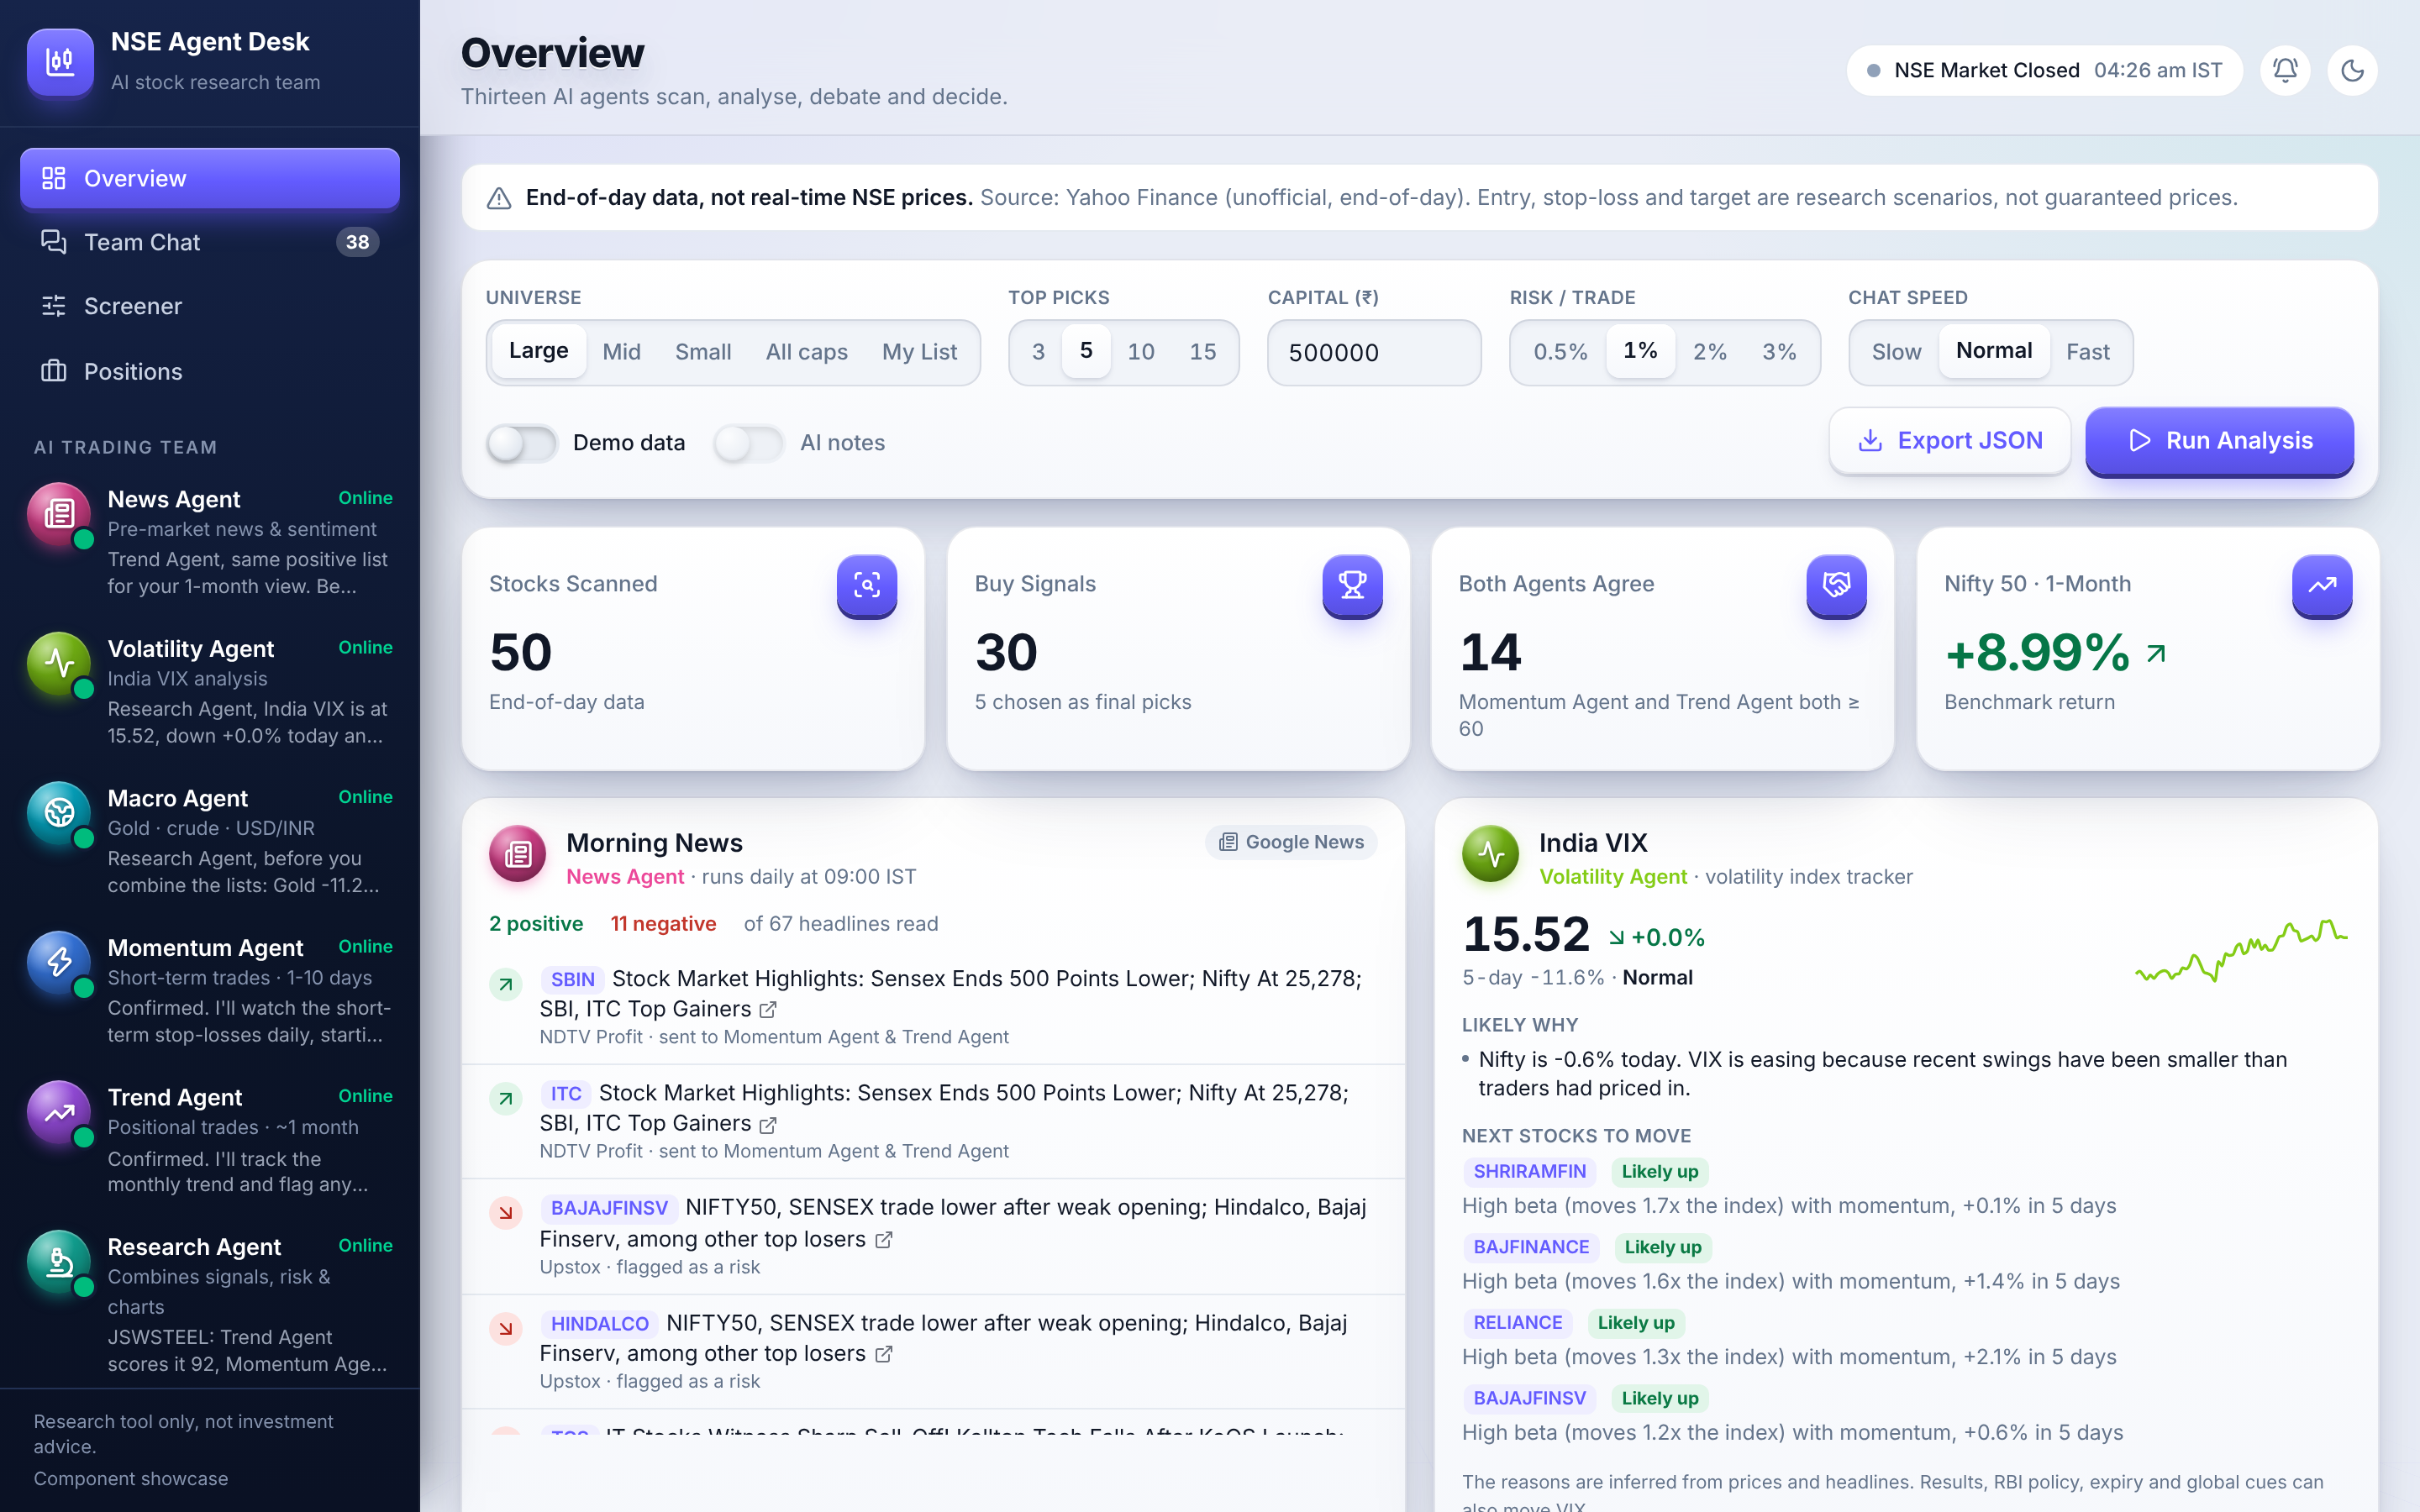 NSE Agent Desk
AI stock research team
Overview
Team Chat 38
Screener
Positions
AI TRADING TEAM
News Agent Online
Pre-market news & sentiment
Trend Agent, same positive list
for your 1-month view. Be...
Volatility Agent Online
India VIX analysis
Research Agent, India VIX is at
15.52, down +0.0% today an...
Macro Agent Online
Gold · crude · USD/INR
Research Agent, before you
combine the lists: Gold -11.2...
Momentum Agent Online
Short-term trades · 1-10 days
Confirmed. I'll watch the short-
term stop-losses daily, starti...
Trend Agent Online
Positional trades · ~1 month
Confirmed. I'll track the
monthly trend and flag any...
Research Agent Online
Combines signals, risk &
charts
JSWSTEEL: Trend Agent
scores it 92, Momentum Age...
Research tool only, not investment
advice.
Component showcase
Overview
Thirteen AI agents scan, analyse, debate and decide.
NSE Market Closed 04:26 am IST
End-of-day data, not real-time NSE prices. Source: Yahoo Finance (unofficial, end-of-day). Entry, stop-loss and target are research scenarios, not guaranteed prices.
UNIVERSE TOP PICKS CAPITAL (₹) RISK / TRADE CHAT SPEED
Large Mid Small All caps My List 3 5 10 15 500000 0.5% 1% 2% 3% Slow Normal Fast
Demo data AI notes Export JSON Run Analysis
Stocks Scanned
50
End-of-day data
Buy Signals
30
5 chosen as final picks
Both Agents Agree
14
Momentum Agent and Trend Agent both ≥
60
Nifty 50 · 1-Month
+8.99%
Benchmark return
Morning News Google News
News Agent · runs daily at 09:00 IST
2 positive 11 negative of 67 headlines read
SBIN Stock Market Highlights: Sensex Ends 500 Points Lower; Nifty At 25,278;
SBI, ITC Top Gainers
NDTV Profit · sent to Momentum Agent & Trend Agent
ITC Stock Market Highlights: Sensex Ends 500 Points Lower; Nifty At 25,278;
SBI, ITC Top Gainers
NDTV Profit · sent to Momentum Agent & Trend Agent
BAJAJFINSV NIFTY50, SENSEX trade lower after weak opening; Hindalco, Bajaj
Finserv, among other top losers
Upstox · flagged as a risk
HINDALCO NIFTY50, SENSEX trade lower after weak opening; Hindalco, Bajaj
Finserv, among other top losers
Upstox · flagged as a risk
India VIX
Volatility Agent · volatility index tracker
15.52 +0.0%
5-day -11.6% · Normal
LIKELY WHY
Nifty is -0.6% today. VIX is easing because recent swings have been smaller than
traders had priced in.
NEXT STOCKS TO MOVE
SHRIRAMFIN Likely up
High beta (moves 1.7x the index) with momentum, +0.1% in 5 days
BAJFINANCE Likely up
High beta (moves 1.6x the index) with momentum, +1.4% in 5 days
RELIANCE Likely up
High beta (moves 1.3x the index) with momentum, +2.1% in 5 days
BAJAJFINSV Likely up
High beta (moves 1.2x the index) with momentum, +0.6% in 5 days
The reasons are inferred from prices and headlines. Results, RBI policy, expiry and global cues can
also move VIX.